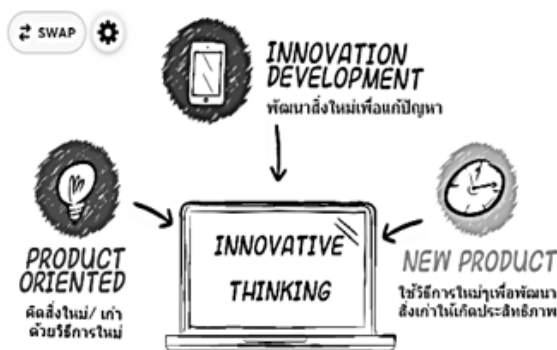 SWAP
INNOVATION
DEVELOPMENT
พัฒนาสิ่งใหม่เพื่อแก้ปัญหา
PRODUCT
ORIENTED
คิดสิ่งใหม่/ เก่า
ด้วยวิธีการใหม่
INNOVATIVE
THINKING
NEW PRODUCT
ใช้วิธีการใหม่ๆเพื่อพัฒนา
สิ่งเก่าให้เกิดประสิทธิภาพ